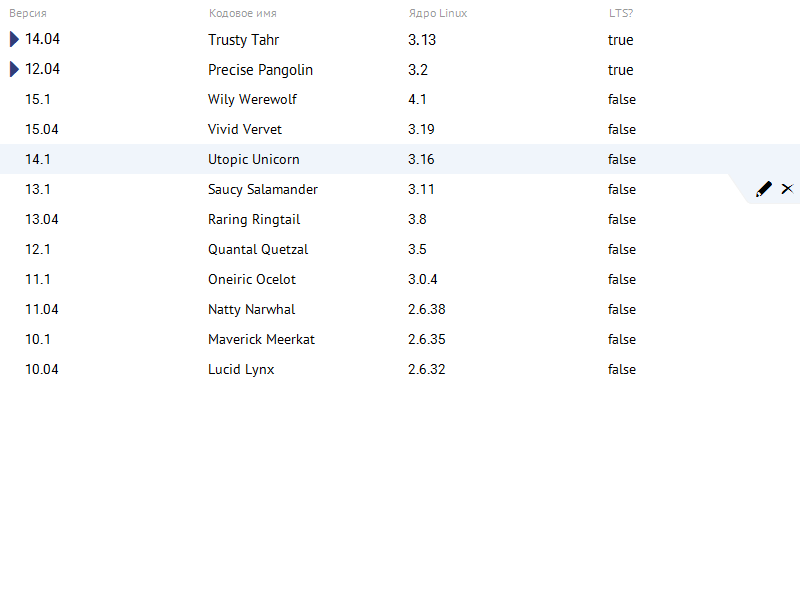 Версия Кодовое имя Ядро Linux LTS?
14.04 Trusty Tahr 3.13 true
12.04 Precise Pangolin 3.2 true
15.1 Wily Werewolf 4.1 false
15.04 Vivid Vervet 3.19 false
14.1 Utopic Unicorn 3.16 false
13.1 Saucy Salamander 3.11 false
13.04 Raring Ringtail 3.8 false
12.1 Quantal Quetzal 3.5 false
11.1 Oneiric Ocelot 3.0.4 false
11.04 Natty Narwhal 2.6.38 false
10.1 Maverick Meerkat 2.6.35 false
10.04 Lucid Lynx 2.6.32 false